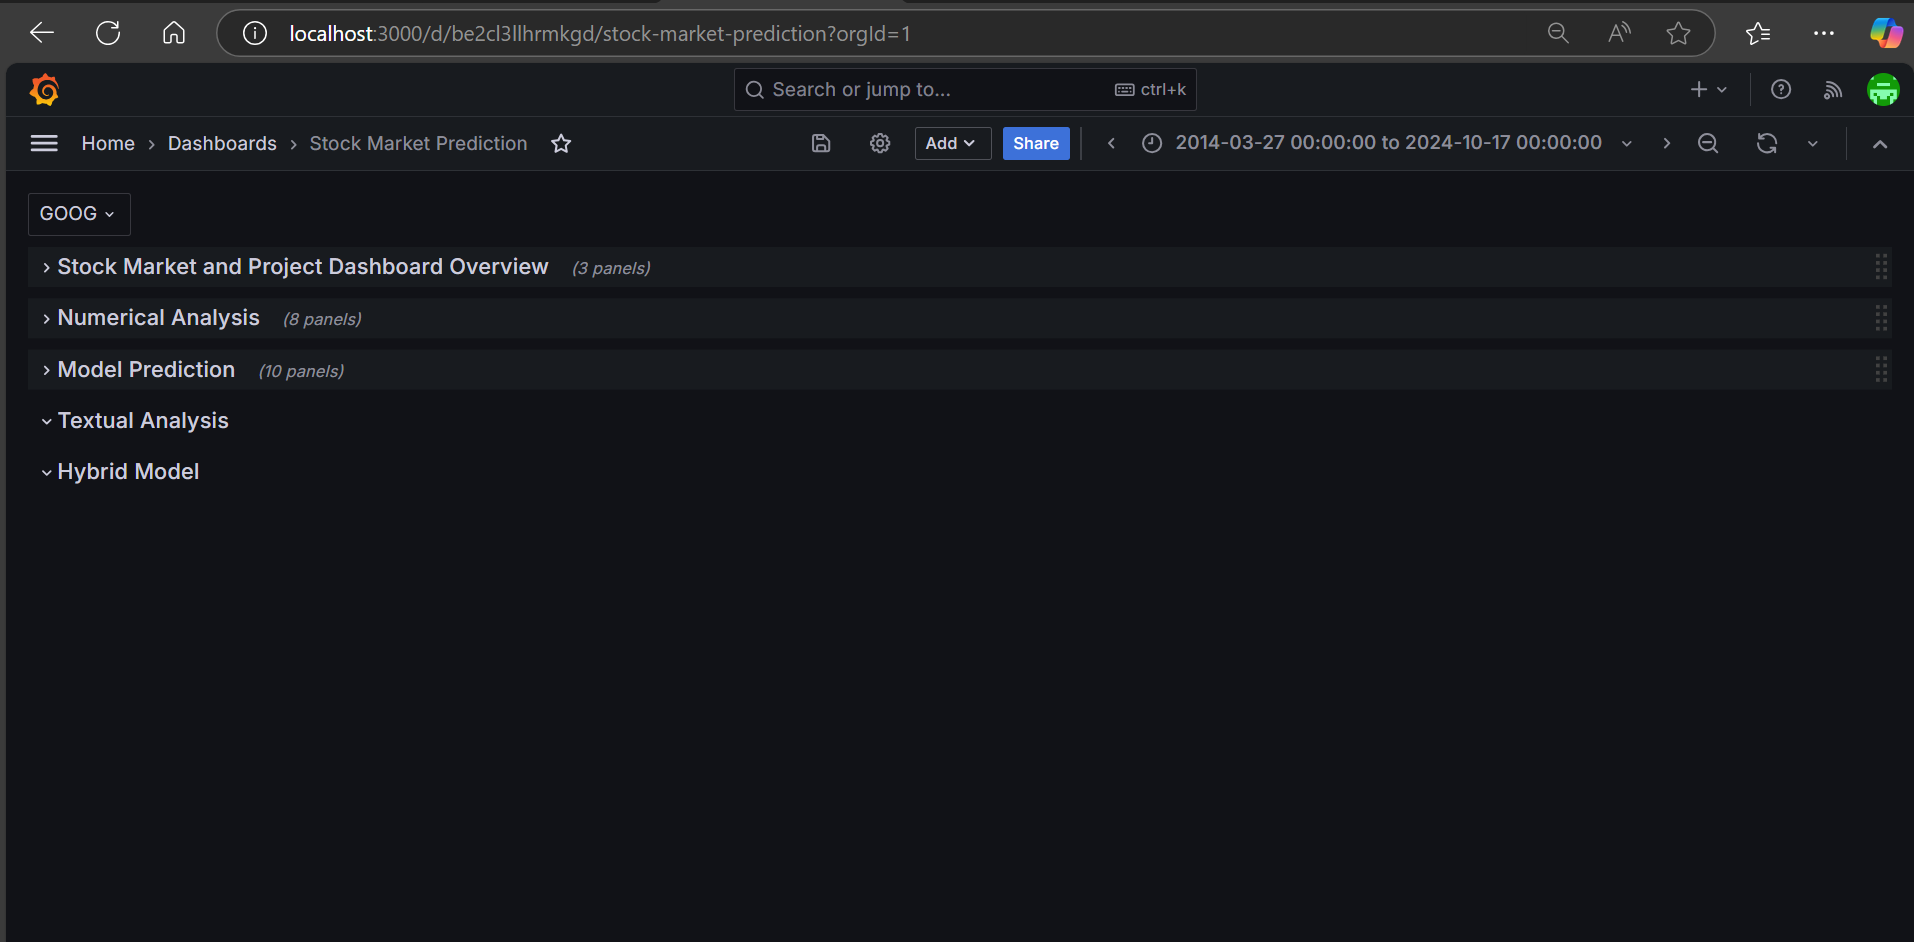 localhost:3000/d/be2cl3llhrmkgd/stock-market-prediction?orgId=1
Search or jump to... ctrl+k
Home › Dashboards › Stock Market Prediction Add Share 2014-03-27 00:00:00 to 2024-10-17 00:00:00
GOOG
Stock Market and Project Dashboard Overview (3 panels)
Numerical Analysis (8 panels)
Model Prediction (10 panels)
Textual Analysis
Hybrid Model